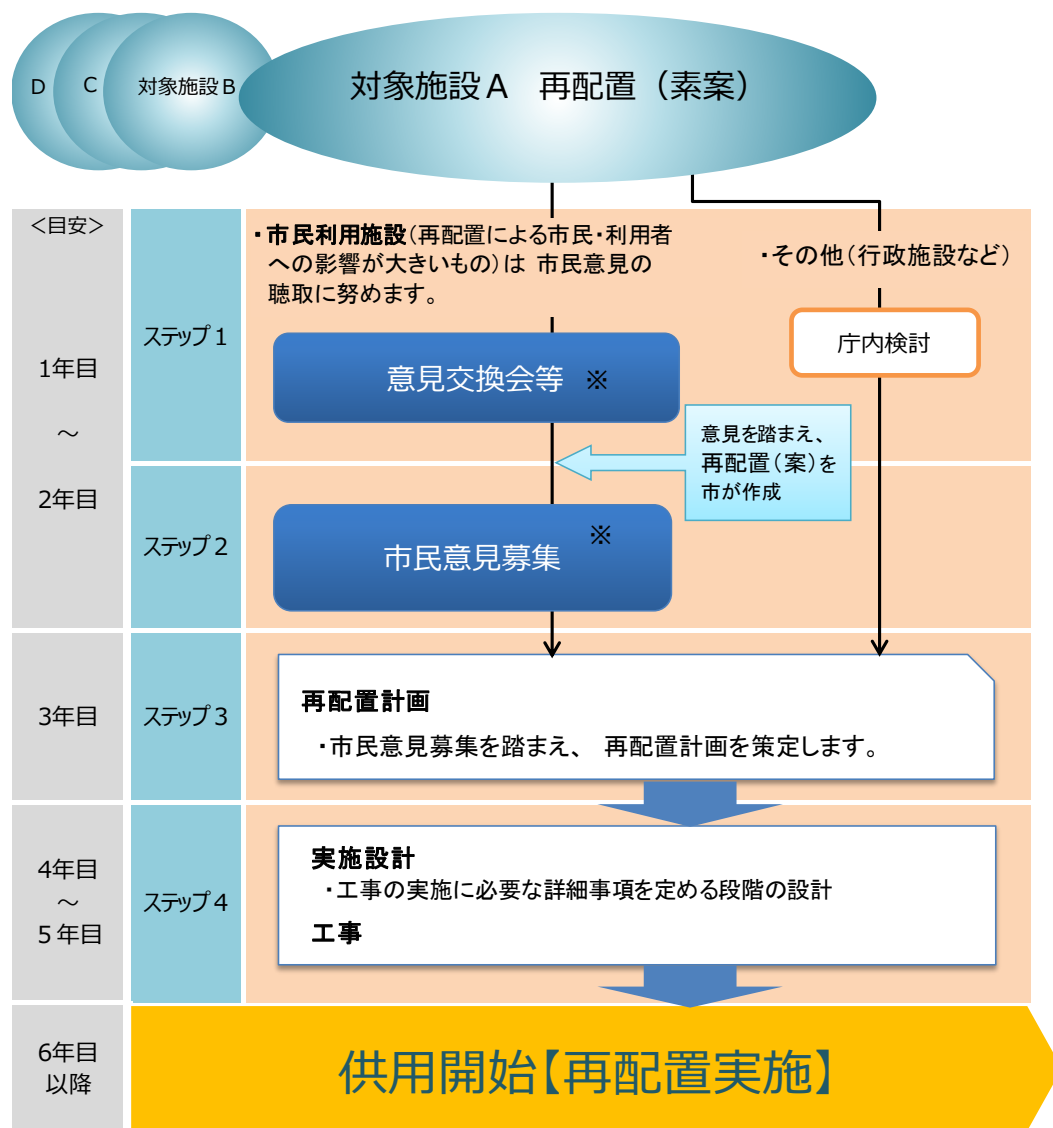 D
C
対象施設B
対象施設A　再配置（素案）
<目安>
1年目
～
2年目
ステップ1
・市民利用施設(再配置による市民・利用者
への影響が大きいもの)は 市民意見の
聴取に努めます。
・その他(行政施設など)
庁内検討
意見交換会等 ※
意見を踏まえ、
再配置(案)を
市が作成
ステップ2
市民意見募集 ※
3年目
ステップ3
再配置計画
・市民意見募集を踏まえ、 再配置計画を策定します。
4年目
～
5年目
ステップ4
実施設計
・工事の実施に必要な詳細事項を定める段階の設計
工事
6年目
以降
供用開始【再配置実施】